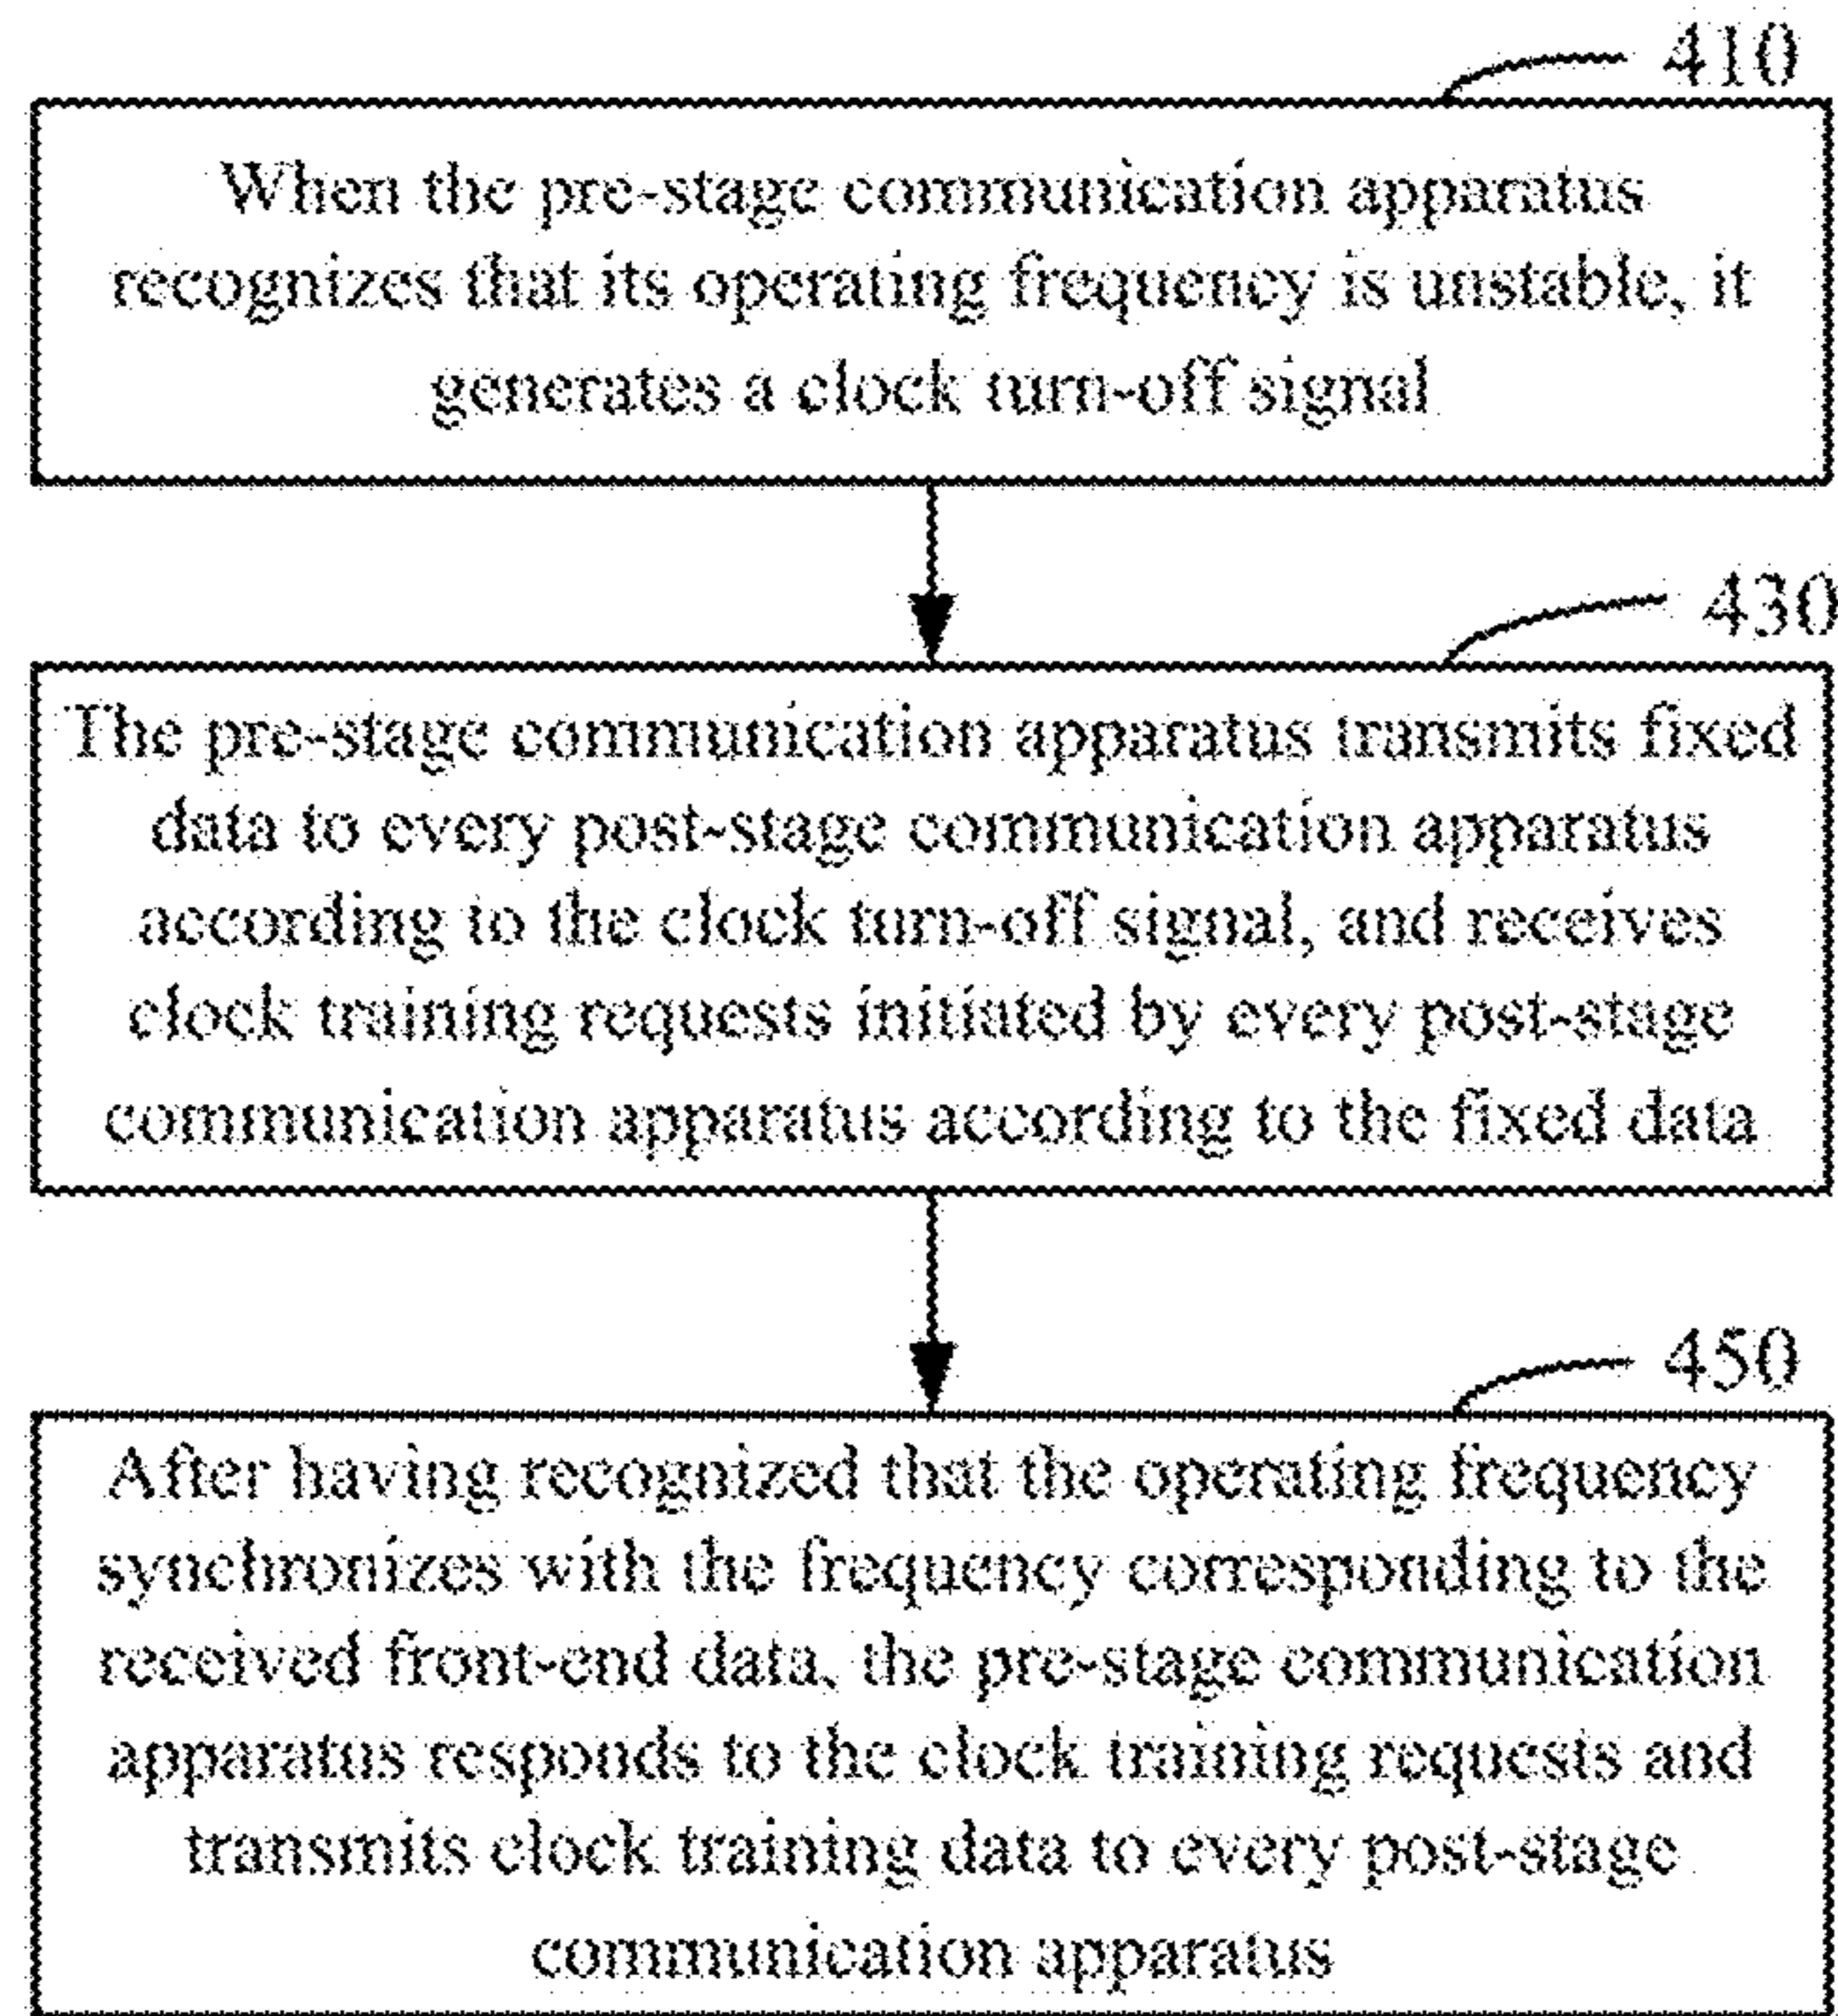 410
When the pre-stage communication apparatus
recognizes that its operating frequency is unstable, it
generates a clock turn-off signal
430
The pre-stage communication apparatus transmits fixed
data to every post-stage communication apparatus
according to the clock turn-off signal, and receives
clock training requests initiated by every post-stage
communication apparatus according to the fixed data
450
After having recognized that the operating frequency
synchronizes with the frequency corresponding to the
received front-end data, the pre-stage communication
apparatus responds to the clock training requests and
transmits clock training data to every post-stage
communication apparatus